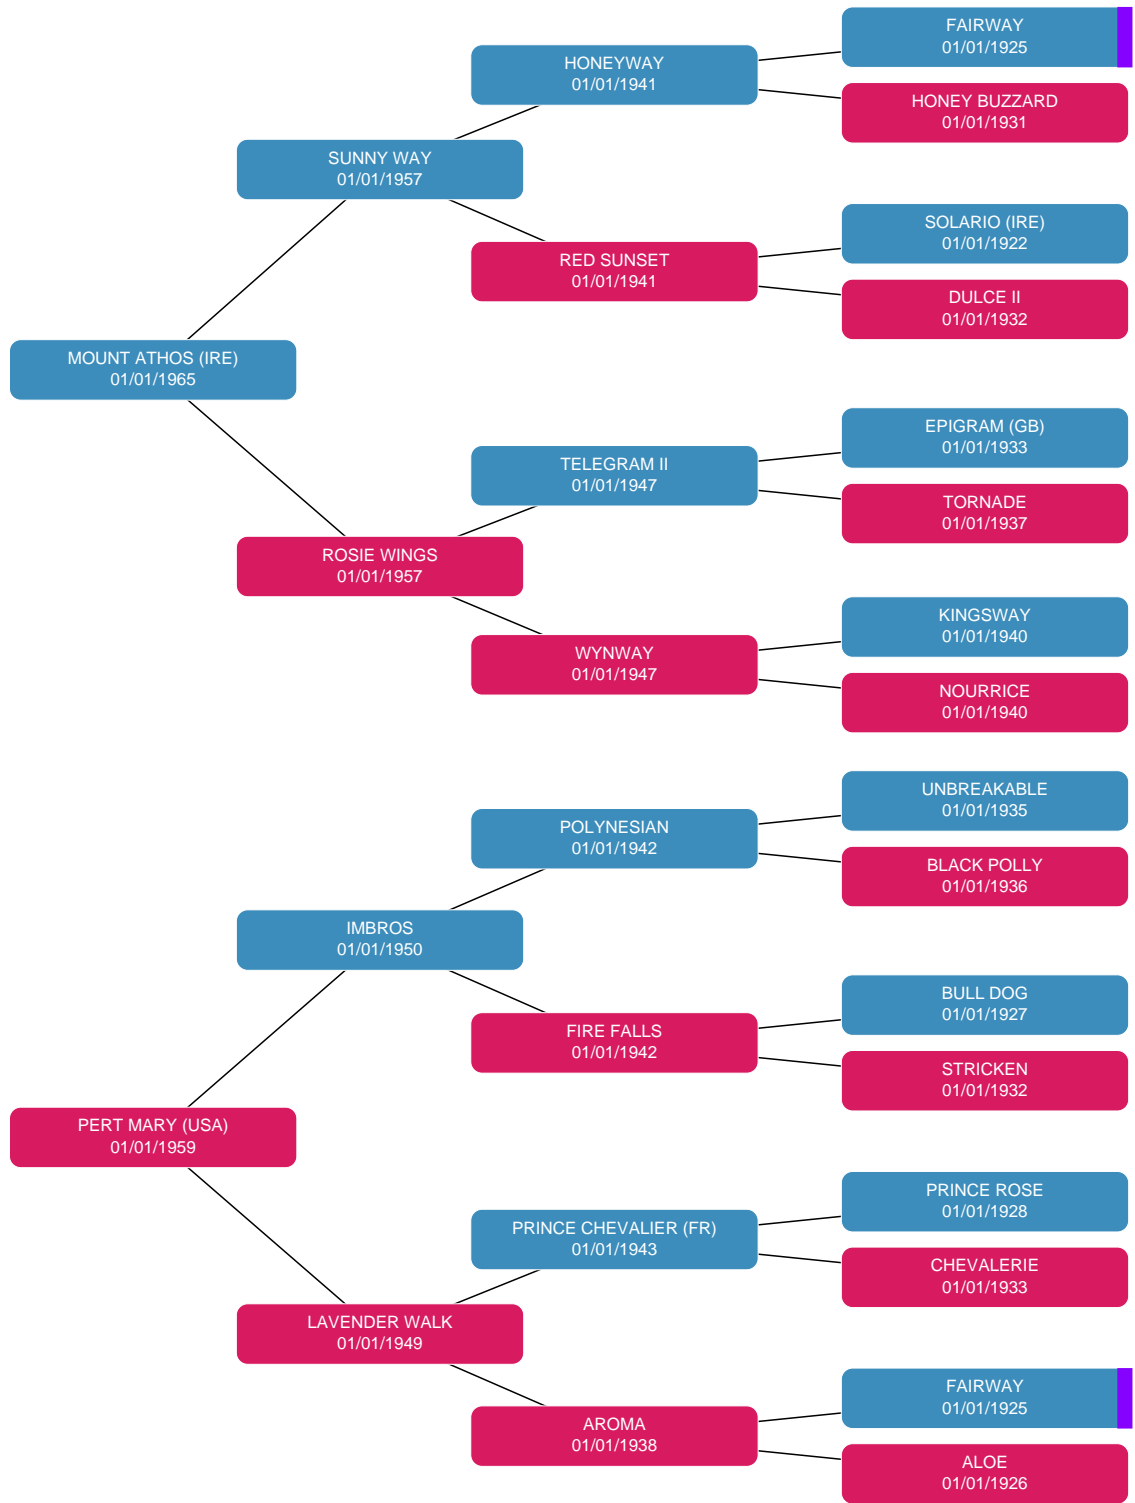 FAIRWAY
01/01/1925
HONEYWAY
01/01/1941
HONEY BUZZARD
01/01/1931
SUNNY WAY
01/01/1957
SOLARIO (IRE)
01/01/1922
RED SUNSET
01/01/1941
DULCE II
01/01/1932
MOUNT ATHOS (IRE)
01/01/1965
EPIGRAM (GB)
01/01/1933
TELEGRAM II
01/01/1947
TORNADE
01/01/1937
ROSIE WINGS
01/01/1957
KINGSWAY
01/01/1940
WYNWAY
01/01/1947
NOURRICE
01/01/1940
UNBREAKABLE
01/01/1935
POLYNESIAN
01/01/1942
BLACK POLLY
01/01/1936
IMBROS
01/01/1950
BULL DOG
01/01/1927
FIRE FALLS
01/01/1942
STRICKEN
01/01/1932
PERT MARY (USA)
01/01/1959
PRINCE ROSE
01/01/1928
PRINCE CHEVALIER (FR)
01/01/1943
CHEVALERIE
01/01/1933
LAVENDER WALK
01/01/1949
FAIRWAY
01/01/1925
AROMA
01/01/1938
ALOE
01/01/1926